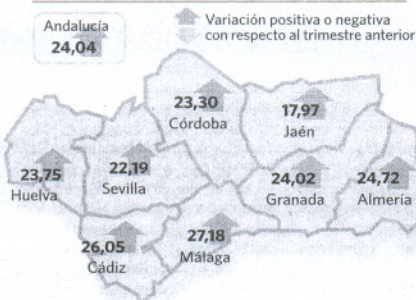 Andalucía
24,04
Variación positiva o negativa
con respecto al trimestre anterior
23,30
Córdoba
17,97
Jaén
23,75
Huelva
22,19
Sevilla
24,02
Granada
24,72
Almería
26,05
Cádiz
27,18
Málaga